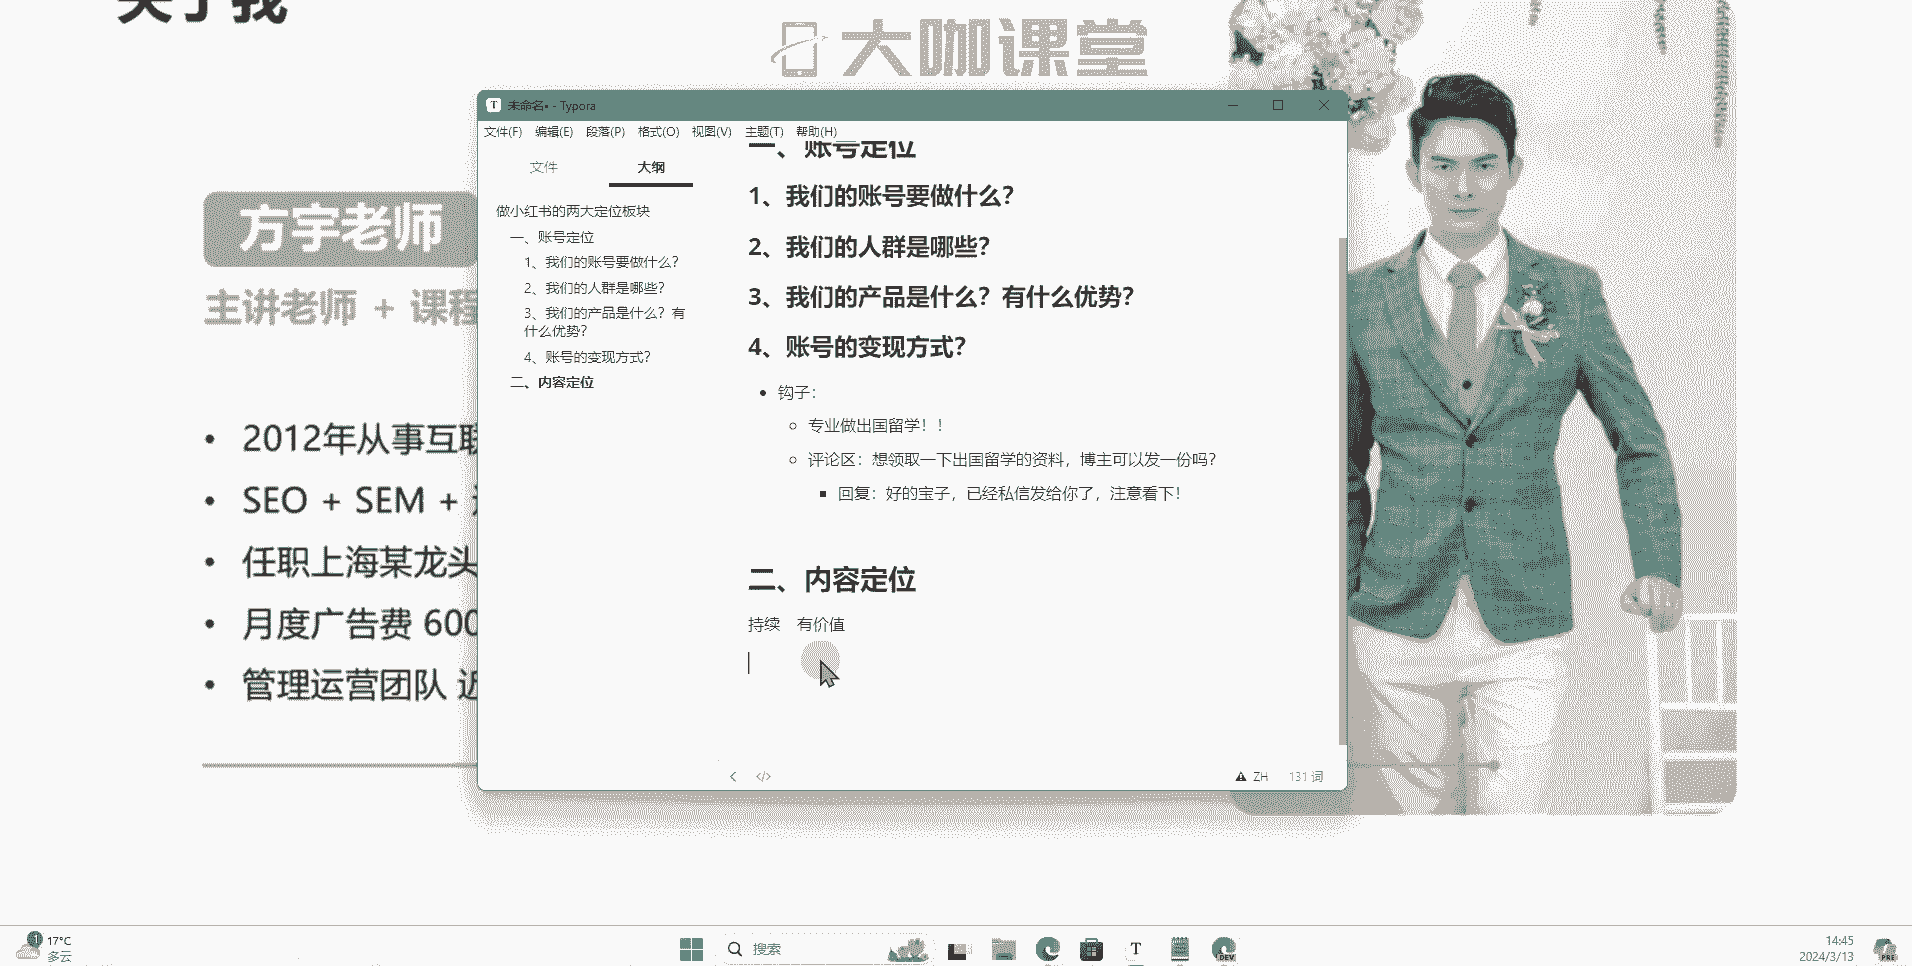 关于我
大咖课堂
未命名• - Typora
文件(F) 编辑(E) 段落(P) 格式(O) 视图(V) 主题(T) 帮助(H)
文件 大纲
做小红书的两大定位板块
一、账号定位
1、我们的账号要做什么？
2、我们的人群是哪些？
3、我们的产品是什么？有
什么优势？
4、账号的变现方式？
二、内容定位
一、账号定位
1、我们的账号要做什么？
2、我们的人群是哪些？
3、我们的产品是什么？有什么优势？
4、账号的变现方式？
钩子：
专业做出国留学！！
评论区：想领取一下出国留学的资料，博主可以发一份吗？
回复：好的宝子，已经私信发给你了，注意看下！
二、内容定位
持续 有价值
ZH 131 词
方宇老师
主讲老师 + 课程
• 2012年从事互联
• SEO + SEM +
• 任职上海某龙头
• 月度广告费 600
• 管理运营团队 近
1
17°C
多云
搜索
T
DEV
14:45
2024/3/13
PRE